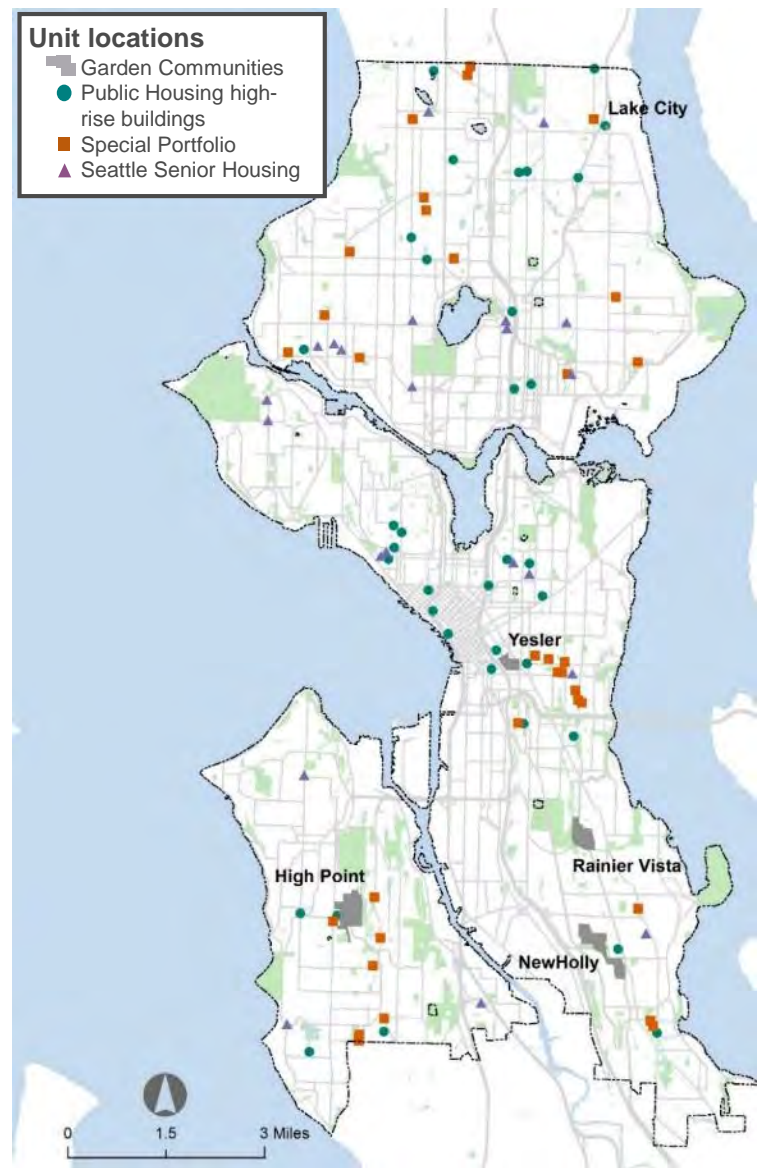 Unit locations
Garden Communities
Public Housing high-
rise buildings
Special Portfolio
Seattle Senior Housing
Lake City
Yesler
Rainier Vista
High Point
NewHolly
0 1.5 3 Miles